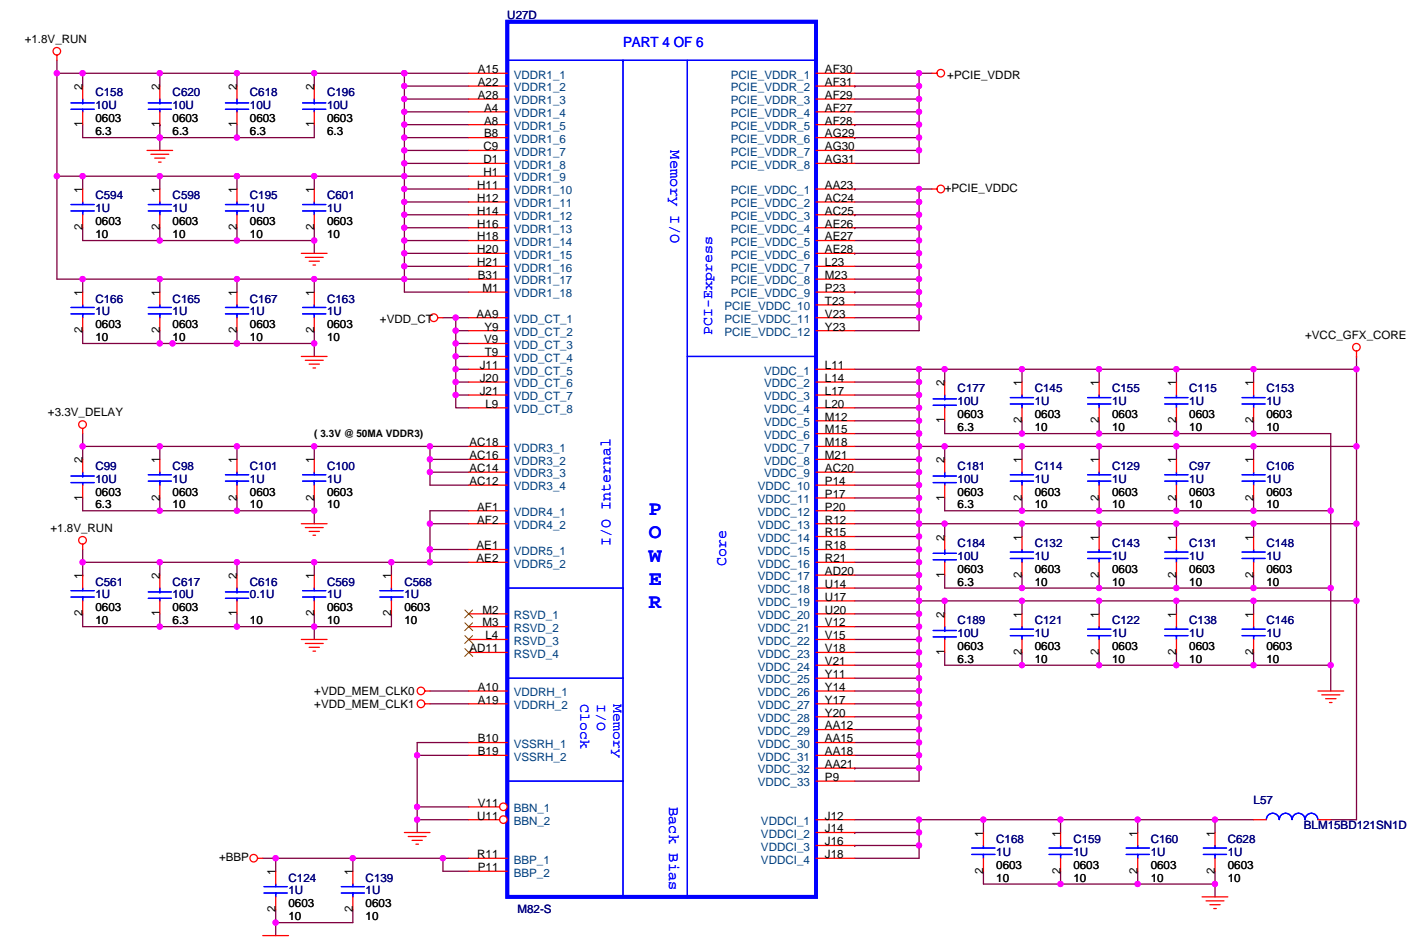 U27D
PART 4 OF 6
+1.8V_RUN
C158
10U
0603
6.3
C620
10U
0603
6.3
C618
10U
0603
6.3
C196
10U
0603
6.3
C594
1U
0603
10
C598
1U
0603
10
C195
1U
0603
10
C601
1U
0603
10
C166
1U
0603
10
C165
1U
0603
10
C167
1U
0603
10
C163
1U
0603
10
A15 VDDR1_1
A22 VDDR1_2
A28 VDDR1_3
A4 VDDR1_4
A8 VDDR1_5
B8 VDDR1_6
C9 VDDR1_7
D1 VDDR1_8
H1 VDDR1_9
H11 VDDR1_10
H12 VDDR1_11
H14 VDDR1_12
H16 VDDR1_13
H18 VDDR1_14
H20 VDDR1_15
H21 VDDR1_16
B31 VDDR1_17
M1 VDDR1_18
+VDD_CT
AA9 VDD_CT_1
Y9 VDD_CT_2
V9 VDD_CT_3
T9 VDD_CT_4
J11 VDD_CT_5
J20 VDD_CT_6
J21 VDD_CT_7
L9 VDD_CT_8
+3.3V_DELAY
( 3.3V @ 50MA VDDR3)
C99
10U
0603
6.3
C98
1U
0603
10
C101
1U
0603
10
C100
1U
0603
10
AC18 VDDR3_1
AC16 VDDR3_2
AC14 VDDR3_3
AC12 VDDR3_4
+1.8V_RUN
AF1 VDDR4_1
AF2 VDDR4_2
AE1 VDDR5_1
AE2 VDDR5_2
C561
1U
0603
10
C617
10U
0603
6.3
C616
0.1U
10
C569
1U
0603
10
C568
1U
0603
10
M2 RSVD_1
M3 RSVD_2
L4 RSVD_3
AD11 RSVD_4
+VDD_MEM_CLK0
+VDD_MEM_CLK1
A10 VDDRH_1
A19 VDDRH_2
B10 VSSRH_1
B19 VSSRH_2
V11 BBN_1
U11 BBN_2
+BBP
R11 BBP_1
P11 BBP_2
C124
1U
0603
10
C139
1U
0603
10
Memory I/O
PCI-Express
I/O Internal
POWER
Core
Memory
I/O
Clock
Back Bias
M82-S
PCIE_VDDR_1 AF30
PCIE_VDDR_2 AF31
PCIE_VDDR_3 AF29
PCIE_VDDR_4 AF27
PCIE_VDDR_5 AF28
PCIE_VDDR_6 AG29
PCIE_VDDR_7 AG30
PCIE_VDDR_8 AG31
+PCIE_VDDR
PCIE_VDDC_1 AA23
PCIE_VDDC_2 AC24
PCIE_VDDC_3 AC25
PCIE_VDDC_4 AE26
PCIE_VDDC_5 AE27
PCIE_VDDC_6 AE28
PCIE_VDDC_7 L23
PCIE_VDDC_8 M23
PCIE_VDDC_9 P23
PCIE_VDDC_10 T23
PCIE_VDDC_11 V23
PCIE_VDDC_12 Y23
+PCIE_VDDC
+VCC_GFX_CORE
VDDC_1 L11
VDDC_2 L14
VDDC_3 L17
VDDC_4 L20
VDDC_5 M12
VDDC_6 M15
VDDC_7 M18
VDDC_8 M21
VDDC_9 AC20
VDDC_10 P14
VDDC_11 P17
VDDC_12 P20
VDDC_13 R12
VDDC_14 R15
VDDC_15 R18
VDDC_16 R21
VDDC_17 AD20
VDDC_18 U14
VDDC_19 U17
VDDC_20 U20
VDDC_21 V12
VDDC_22 V15
VDDC_23 V18
VDDC_24 V21
VDDC_25 Y11
VDDC_26 Y14
VDDC_27 Y17
VDDC_28 Y20
VDDC_29 AA12
VDDC_30 AA15
VDDC_31 AA18
VDDC_32 AA21
VDDC_33 P9
C177
10U
0603
6.3
C145
1U
0603
10
C155
1U
0603
10
C115
1U
0603
10
C153
1U
0603
10
C181
10U
0603
6.3
C114
1U
0603
10
C129
1U
0603
10
C97
1U
0603
10
C106
1U
0603
10
C184
10U
0603
6.3
C132
1U
0603
10
C143
1U
0603
10
C131
1U
0603
10
C148
1U
0603
10
C189
10U
0603
6.3
C121
1U
0603
10
C122
1U
0603
10
C138
1U
0603
10
C146
1U
0603
10
L57
BLM15BD121SN1D
VDDCI_1 J12
VDDCI_2 J14
VDDCI_3 J16
VDDCI_4 J18
C168
1U
0603
10
C159
1U
0603
10
C160
1U
0603
10
C628
1U
0603
10